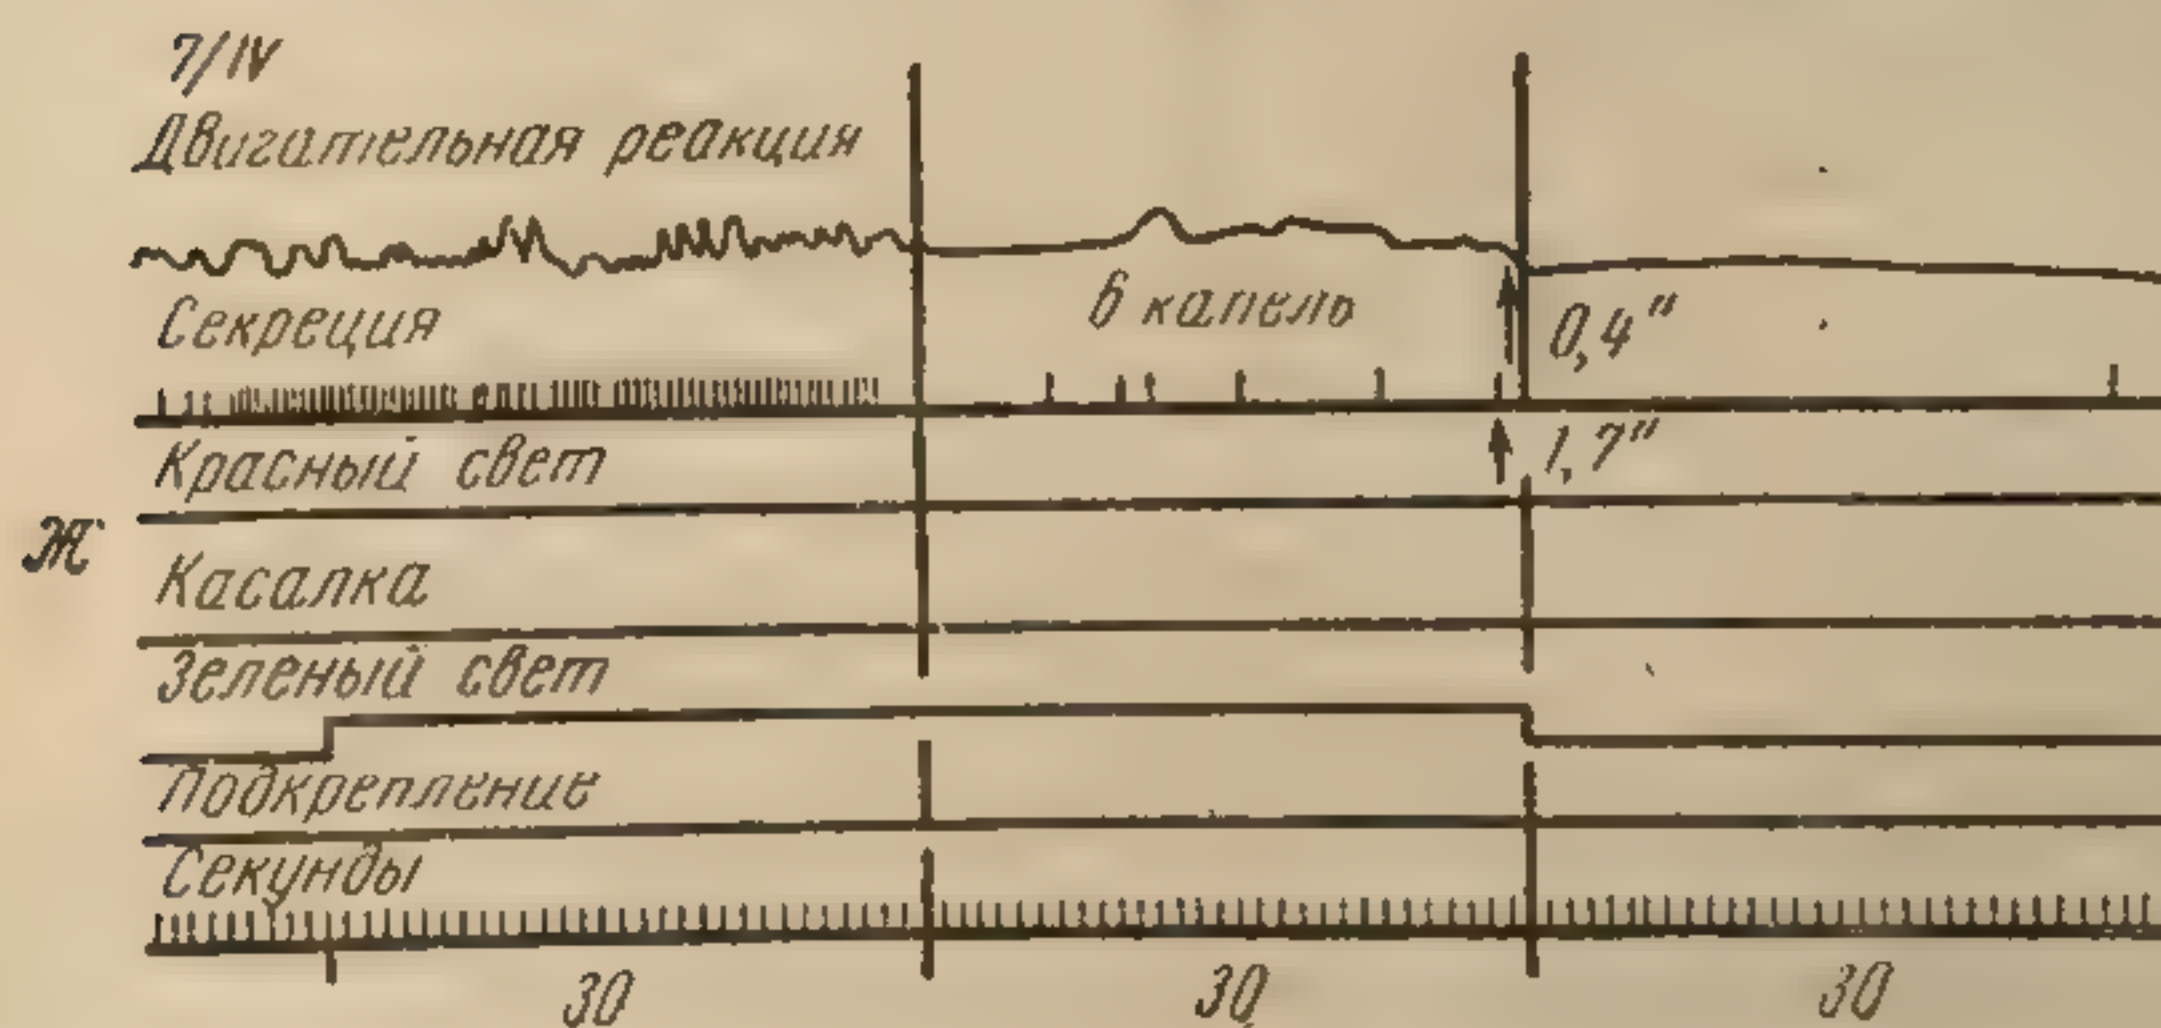 7/IV
Двигательная реакция
Секреция
6 капель
0,4"
Красный свет
1,7"
Ж
Касалка
Зеленый свет
Подкрепление
Секунды
30 30 30